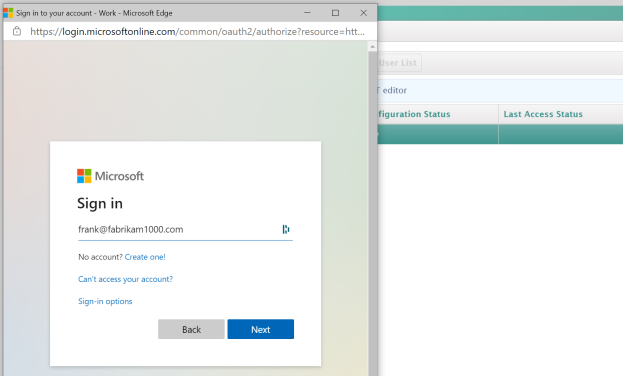 Sign in to your account - Work - Microsoft Edge
https://login.microsoftonline.com/common/oauth2/authorize?resource=htt...
User List
editor
figuration Status
Last Access Status
Microsoft
Sign in
frank@fabrikam1000.com
No account? Create one!
Can't access your account?
Sign-in options
Back
Next